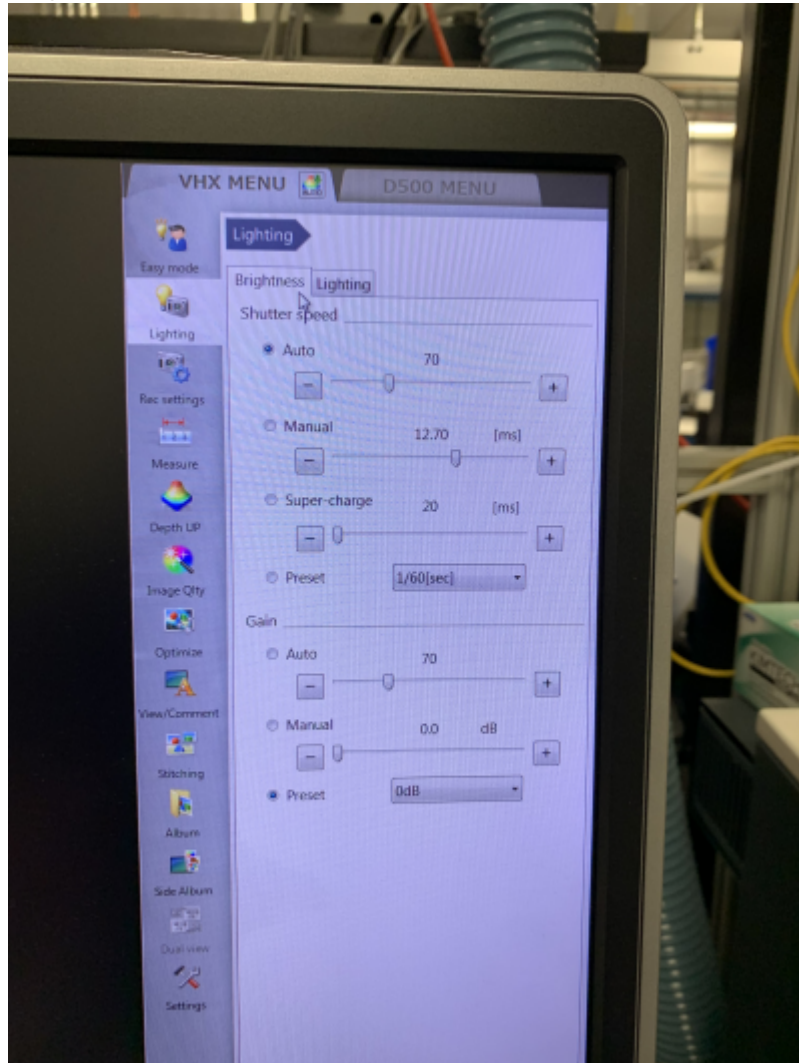 VHX MENU
D500 MENU
Lighting
Easy mode
Brightness
Lighting
Shutter speed
Lighting
Auto
70
Rec settings
Manual
12.70 [ms]
Measure
Super-charge
20 [ms]
Depth UP
Preset
1/60[sec]
Image Qlty
Gain
Optimize
Auto
70
View/Comment
Manual
0.0 dB
Stitching
Preset
0dB
Album
Side Album
Dual view
Settings